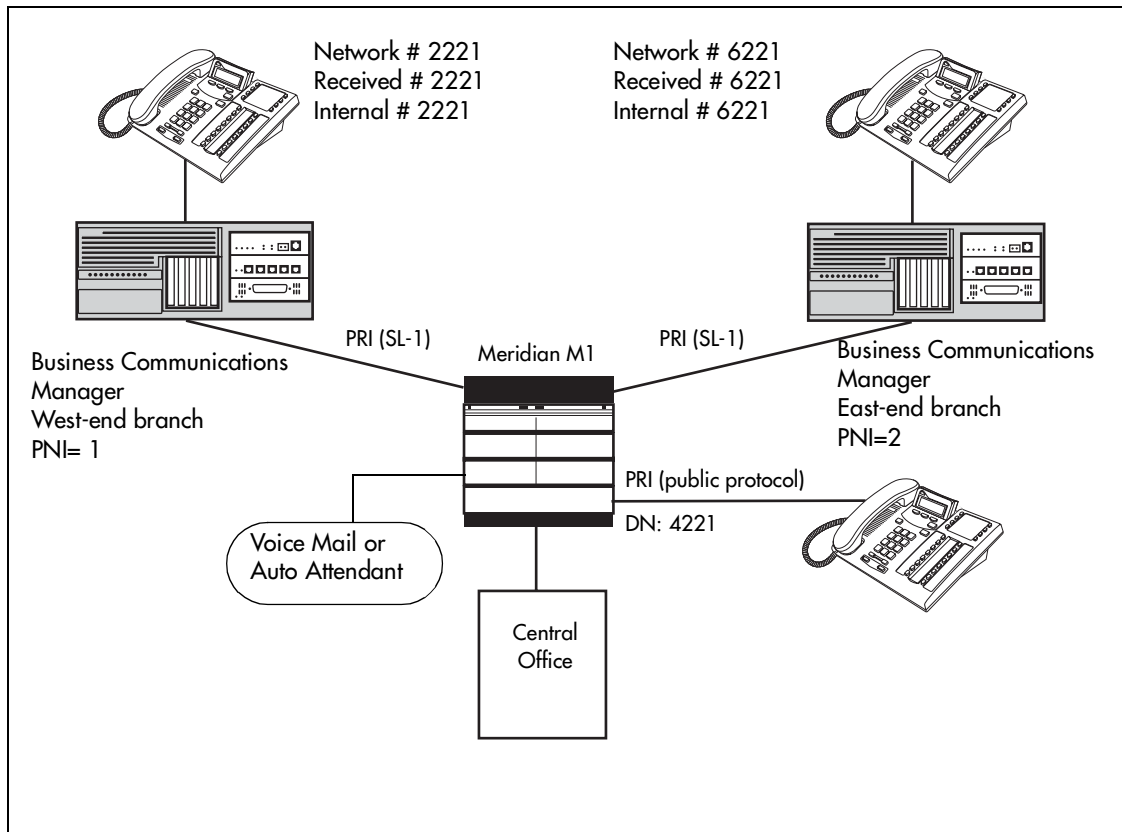 Network # 2221
Received # 2221
Internal # 2221
Network # 6221
Received # 6221
Internal # 6221
PRI (SL-1)
Meridian M1
PRI (SL-1)
Business Communications
Manager
West-end branch
PNI= 1
Business Communications
Manager
East-end branch
PNI=2
PRI (public protocol)
DN: 4221
Voice Mail or
Auto Attendant
Central
Office